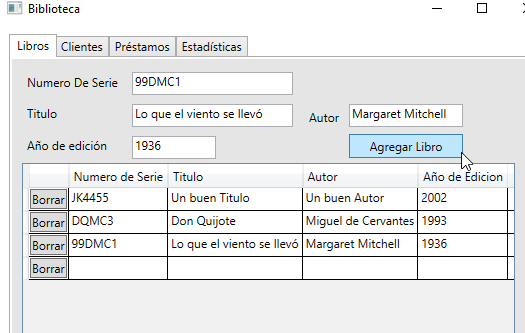 Biblioteca
Libros Clientes Préstamos Estadísticas
Numero De Serie 99DMC1
Titulo Lo que el viento se llevó Autor Margaret Mitchell
Año de edición 1936 Agregar Libro
Numero de Serie Titulo Autor Año de Edicion
Borrar JK4455 Un buen Titulo Un buen Autor 2002
Borrar DQMC3 Don Quijote Miguel de Cervantes 1993
Borrar 99DMC1 Lo que el viento se llevó Margaret Mitchell 1936
Borrar